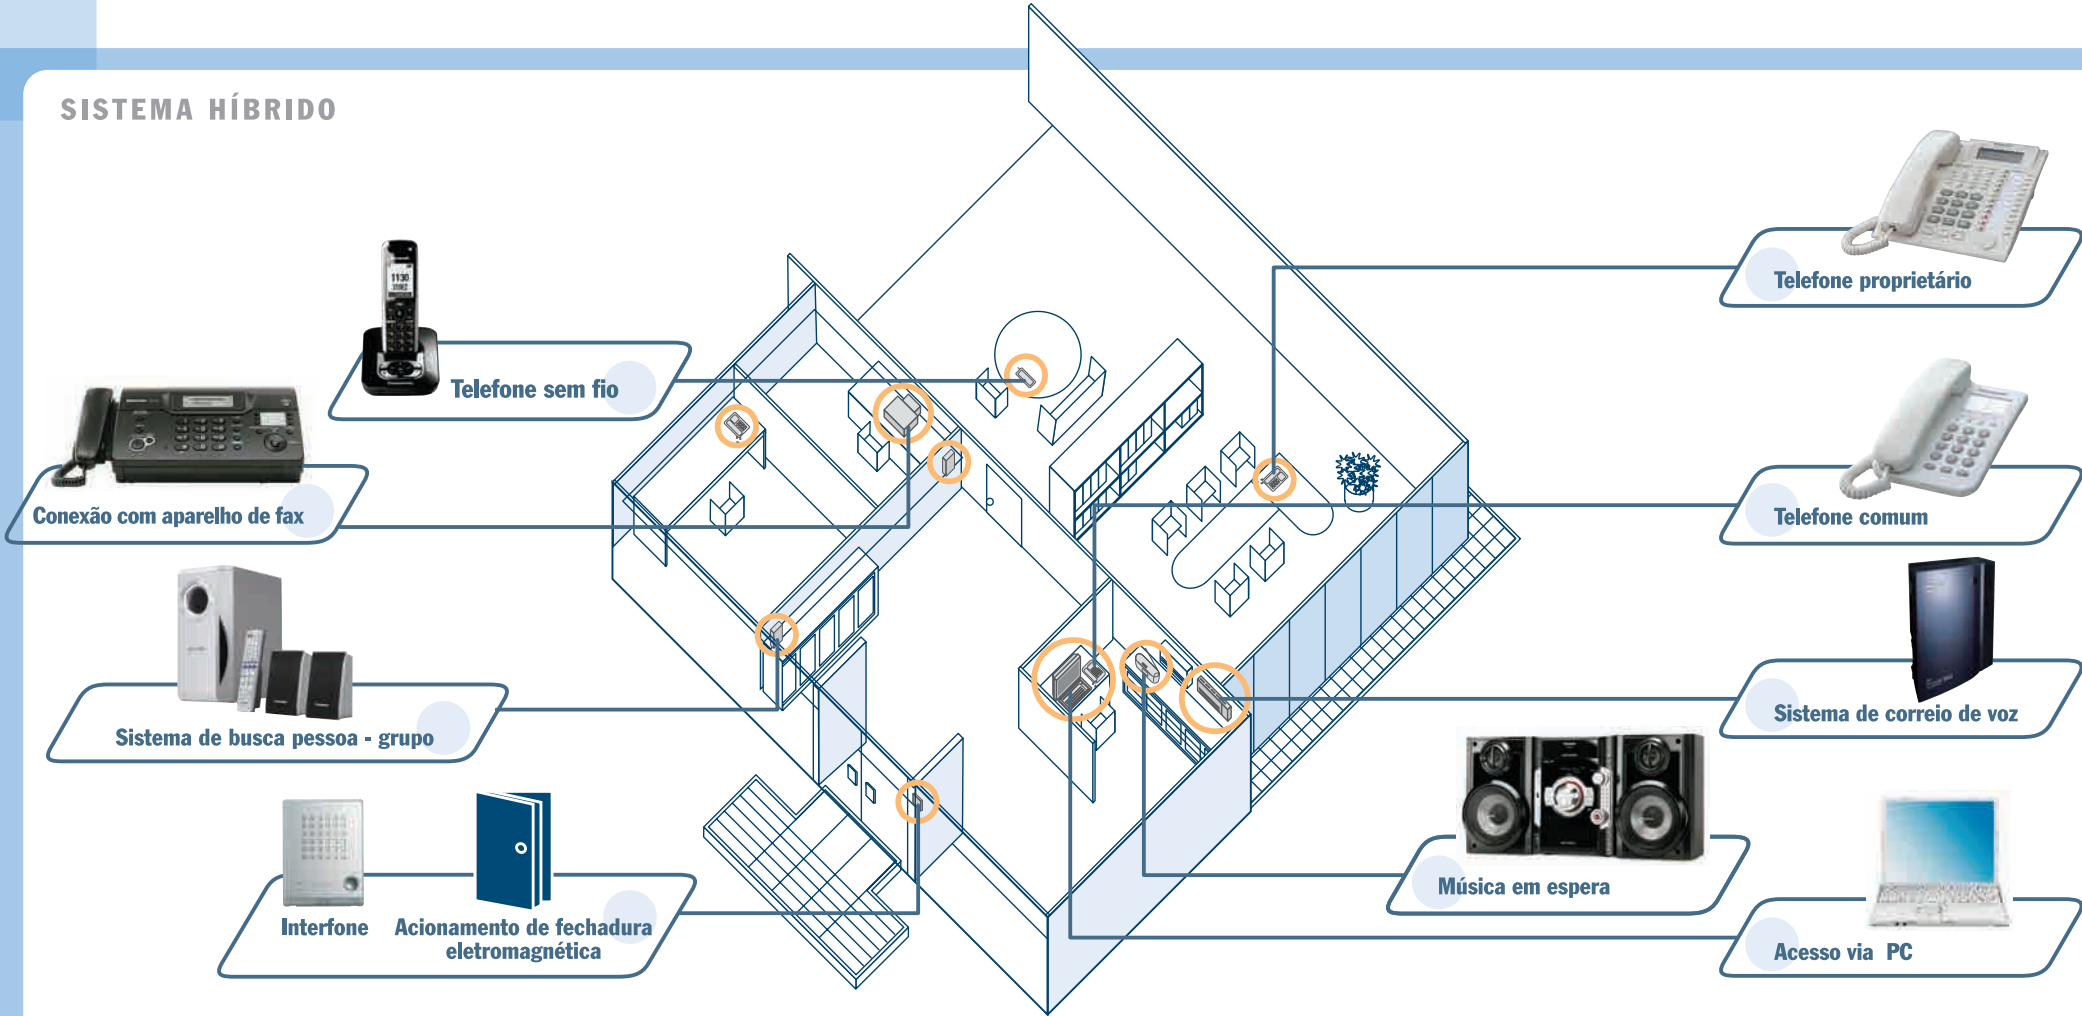 SISTEMA HÍBRIDO
Telefone sem fio
Conexão com aparelho de fax
Sistema de busca pessoa - grupo
Interfone
Acionamento de fechadura
eletromagnética
Telefone proprietário
Telefone comum
Sistema de correio de voz
Música em espera
Acesso via PC
1130